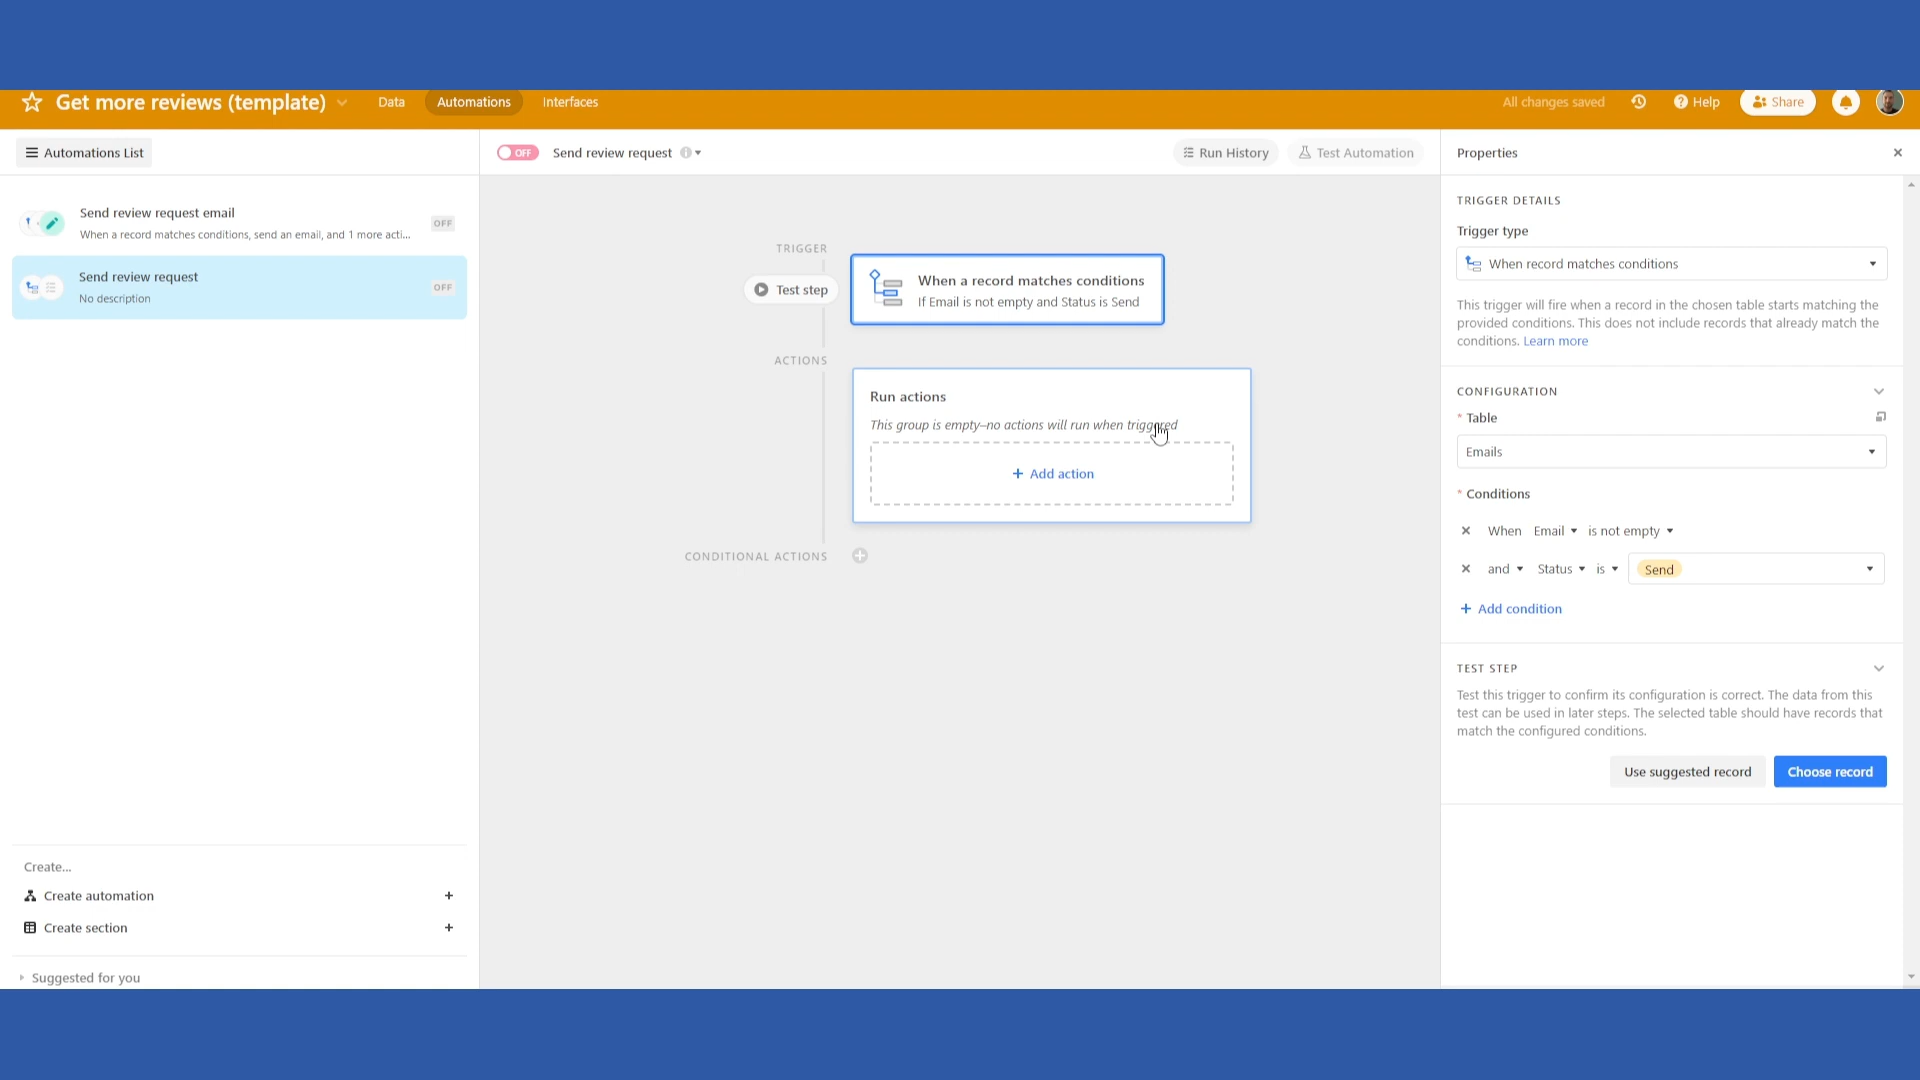 Get more reviews (template)
Data
Automations
Interfaces
All changes saved
Help
Share
Automations List
OFF
Send review request
Run History
Test Automation
Properties
Send review request email
When a record matches conditions, send an email, and 1 more acti...
OFF
Send review request
No description
OFF
TRIGGER
Test step
When a record matches conditions
If Email is not empty and Status is Send
ACTIONS
Run actions
This group is empty–no actions will run when triggered
+ Add action
CONDITIONAL ACTIONS
TRIGGER DETAILS
Trigger type
When record matches conditions
This trigger will fire when a record in the chosen table starts matching the
provided conditions. This does not include records that already match the
conditions. Learn more
CONFIGURATION
* Table
Emails
* Conditions
When Email is not empty
and Status is Send
+ Add condition
TEST STEP
Test this trigger to confirm its configuration is correct. The data from this
test can be used in later steps. The selected table should have records that
match the configured conditions.
Use suggested record
Choose record
Create...
Create automation
Create section
Suggested for you